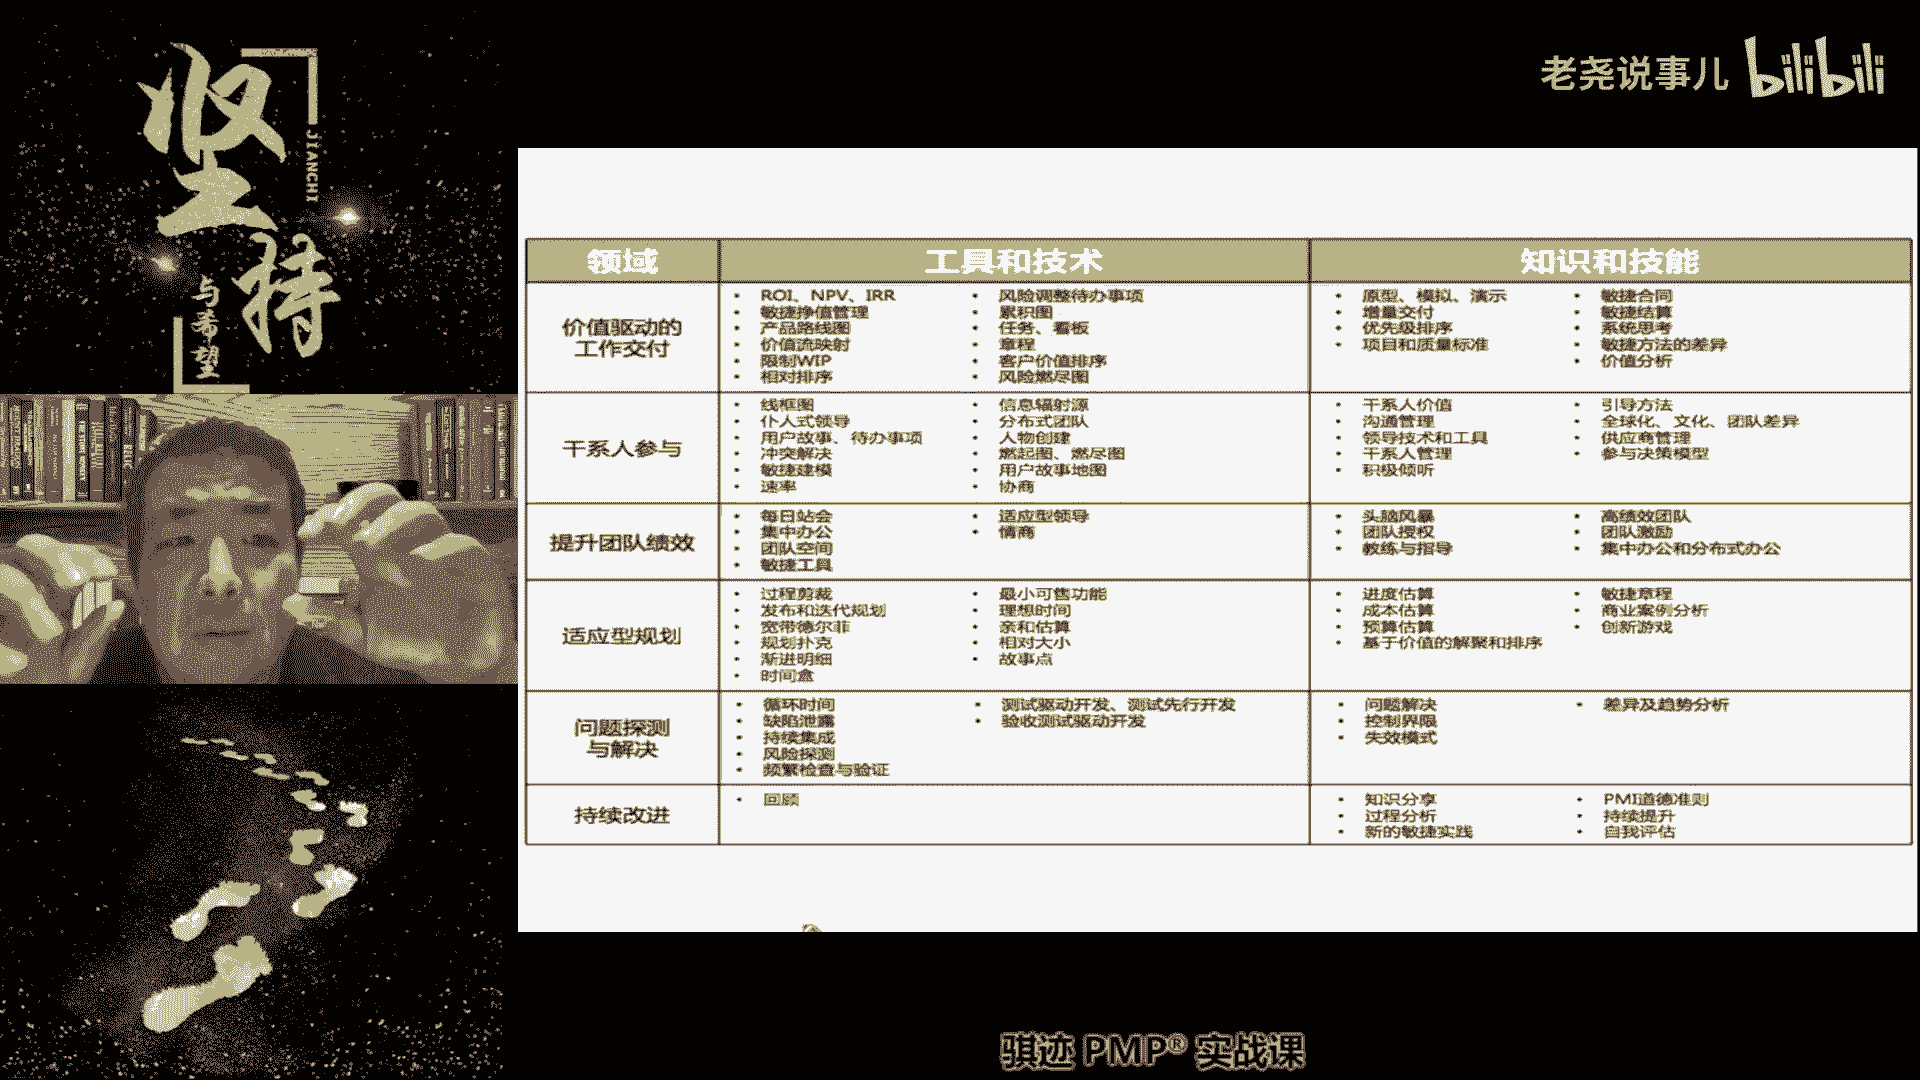 坚持
JIANCHI
与希望
老尧说事儿 bilibili
领域 工具和技术 知识和技能
价值驱动的
工作交付
• ROI、NPV、IRR
• 敏捷挣值管理
• 产品路线图
• 价值流映射
• 限制WIP
• 相对排序
• 风险调整待办事项
• 累积图
• 任务、看板
• 章程
• 客户价值排序
• 风险燃尽图
• 原型、模拟、演示
• 增量交付
• 优先级排序
• 项目和质量标准
• 敏捷合同
• 敏捷结算
• 系统思考
• 敏捷方法的差异
• 价值分析
干系人参与
• 线框图
• 仆人式领导
• 用户故事、待办事项
• 冲突解决
• 敏捷建模
• 速率
• 信息辐射源
• 分布式团队
• 人物创建
• 燃起图、燃尽图
• 用户故事地图
• 协商
• 干系人价值
• 沟通管理
• 领导技术和工具
• 干系人管理
• 积极倾听
• 引导方法
• 全球化、文化、团队差异
• 供应商管理
• 参与决策模型
提升团队绩效
• 每日站会
• 集中办公
• 团队空间
• 敏捷工具
• 适应型领导
• 情商
• 头脑风暴
• 团队授权
• 教练与指导
• 高绩效团队
• 团队激励
• 集中办公和分布式办公
适应型规划
• 过程剪裁
• 发布和迭代规划
• 宽带德尔菲
• 规划扑克
• 渐进明细
• 时间盒
• 最小可售功能
• 理想时间
• 亲和估算
• 相对大小
• 故事点
• 进度估算
• 成本估算
• 预算估算
• 基于价值的解聚和排序
• 敏捷章程
• 商业案例分析
• 创新游戏
问题探测
与解决
• 循环时间
• 缺陷泄露
• 持续集成
• 风险探测
• 频繁检查与验证
• 测试驱动开发、测试先行开发
• 验收测试驱动开发
• 问题解决
• 控制界限
• 失效模式
• 差异及趋势分析
持续改进
• 回顾
• 知识分享
• 过程分析
• 新的敏捷实践
• PMI道德准则
• 持续提升
• 自我评估
骐迹 PMP® 实战课